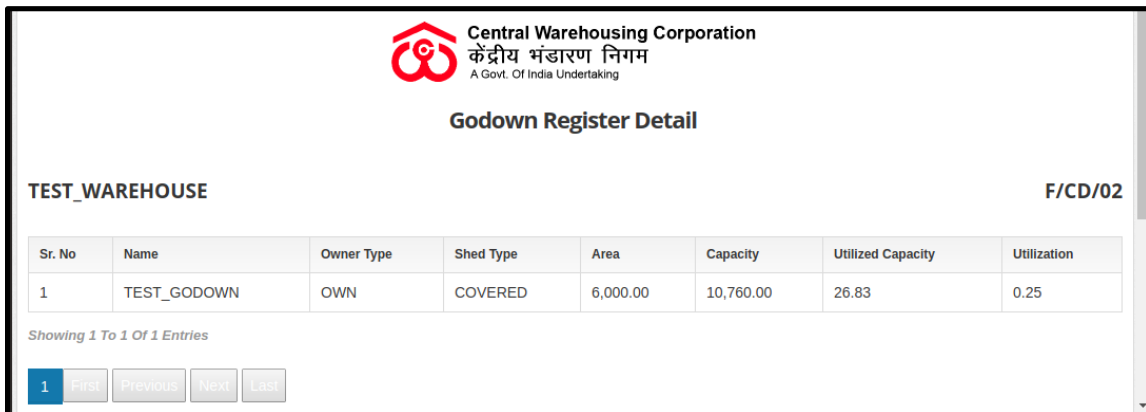 Central Warehousing Corporation
केंद्रीय भंडारण निगम
A Govt. Of India Undertaking
Godown Register Detail
TEST_WAREHOUSE F/CD/02
Sr. No Name Owner Type Shed Type Area Capacity Utilized Capacity Utilization
1 TEST_GODOWN OWN COVERED 6,000.00 10,760.00 26.83 0.25
Showing 1 To 1 Of 1 Entries
1 First Previous Next Last